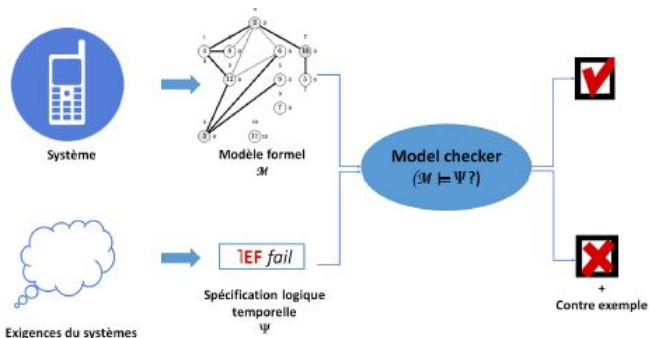 Système
Modèle formel
ℳ
Model checker
(ℳ ⊨ Ψ?)
Exigences du systèmes
⅂EF fail
Spécification logique
temporelle
Ψ
+
Contre exemple